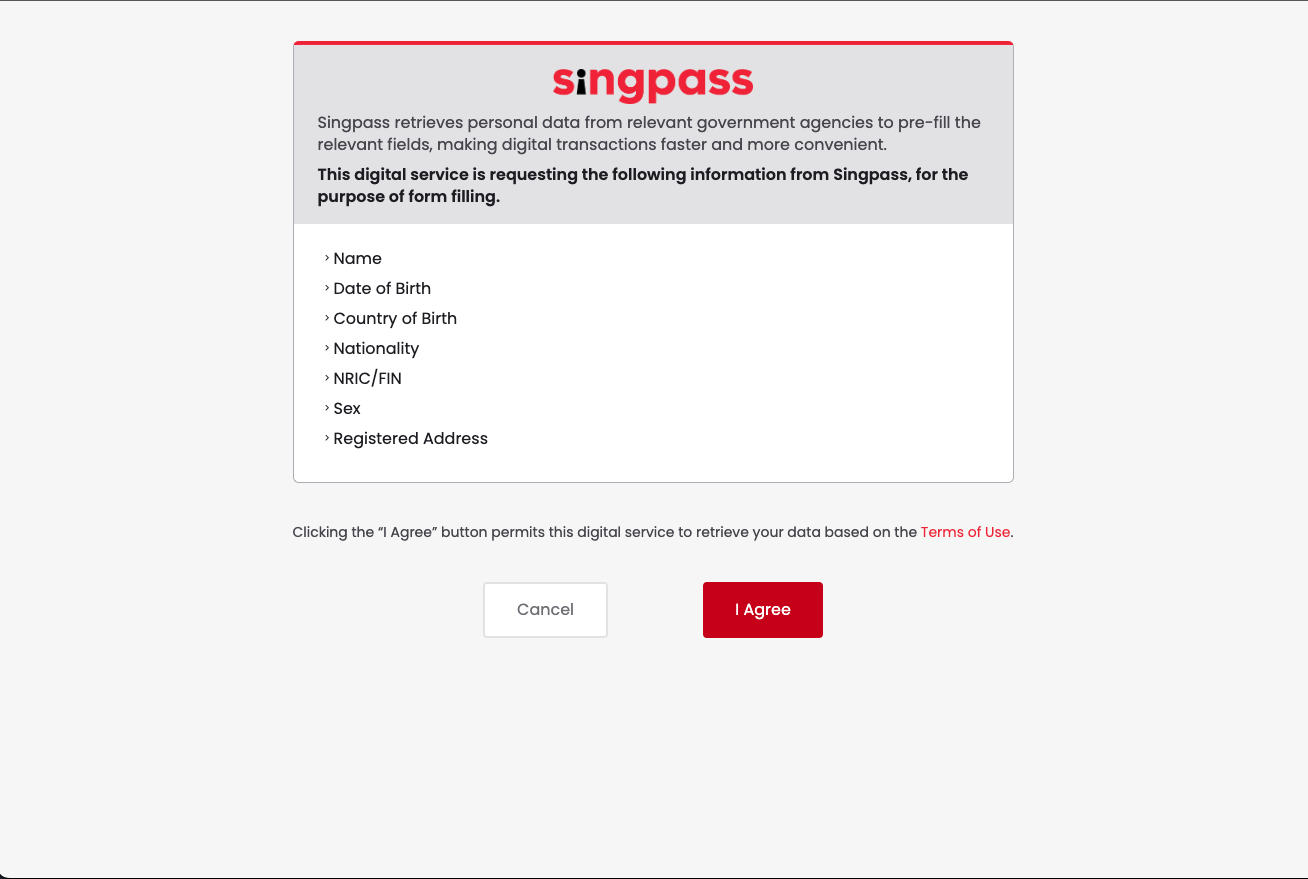 singpass
Singpass retrieves personal data from relevant government agencies to pre-fill the
relevant fields, making digital transactions faster and more convenient.
This digital service is requesting the following information from Singpass, for the
purpose of form filling.
› Name
› Date of Birth
› Country of Birth
› Nationality
› NRIC/FIN
› Sex
› Registered Address
Clicking the “I Agree” button permits this digital service to retrieve your data based on the Terms of Use.
Cancel
I Agree